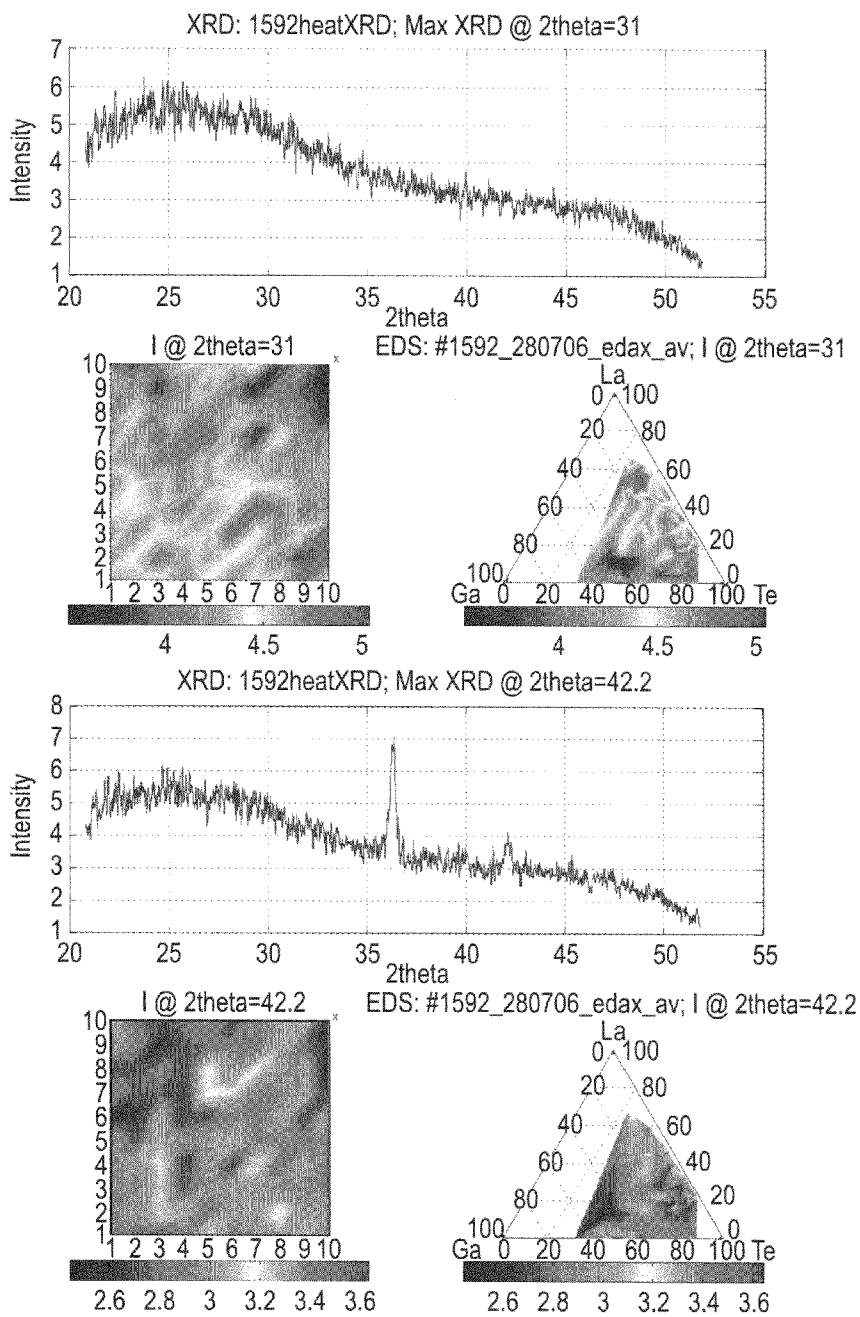 XRD: 1592heatXRD; Max XRD @ 2theta=31
7
6
5
4
3
2
1
Intensity
20 25 30 35 40 45 50 55
2theta
I @ 2theta=31
x
10
9
8
7
6
5
4
3
2
1
1 2 3 4 5 6 7 8 9 10
4 4.5 5
EDS: #1592_280706_edax_av; I @ 2theta=31
La
0 100
20 80
40 60
60 40
80 20
100 0
Ga 0 20 40 60 80 100 Te
4 4.5 5
XRD: 1592heatXRD; Max XRD @ 2theta=42.2
8
7
6
5
4
3
2
1
Intensity
20 25 30 35 40 45 50 55
2theta
I @ 2theta=42.2
x
10
9
8
7
6
5
4
3
2
1
1 2 3 4 5 6 7 8 9 10
2.6 2.8 3 3.2 3.4 3.6
EDS: #1592_280706_edax_av; I @ 2theta=42.2
La
0 100
20 80
40 60
60 40
80 20
100 0
Ga 0 20 40 60 80 100 Te
2.6 2.8 3 3.2 3.4 3.6